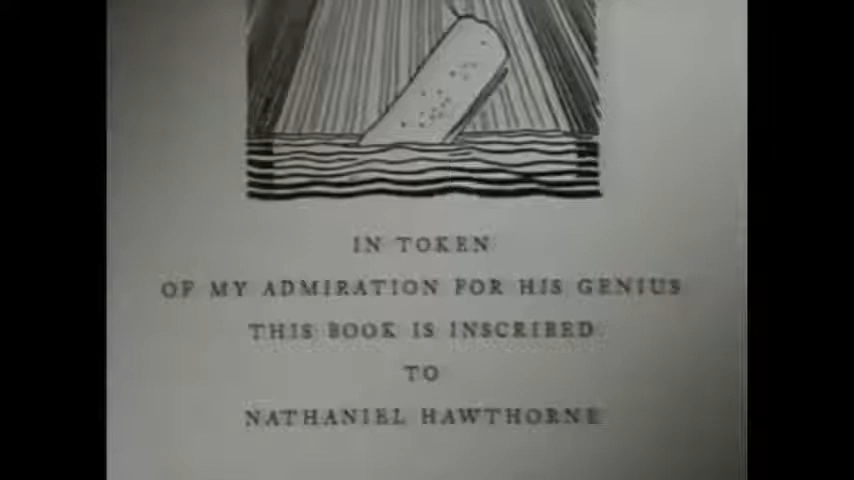 IN TOKEN
OF MY ADMIRATION FOR HIS GENIUS
THIS BOOK IS INSCRIBED
TO
NATHANIEL HAWTHORNE